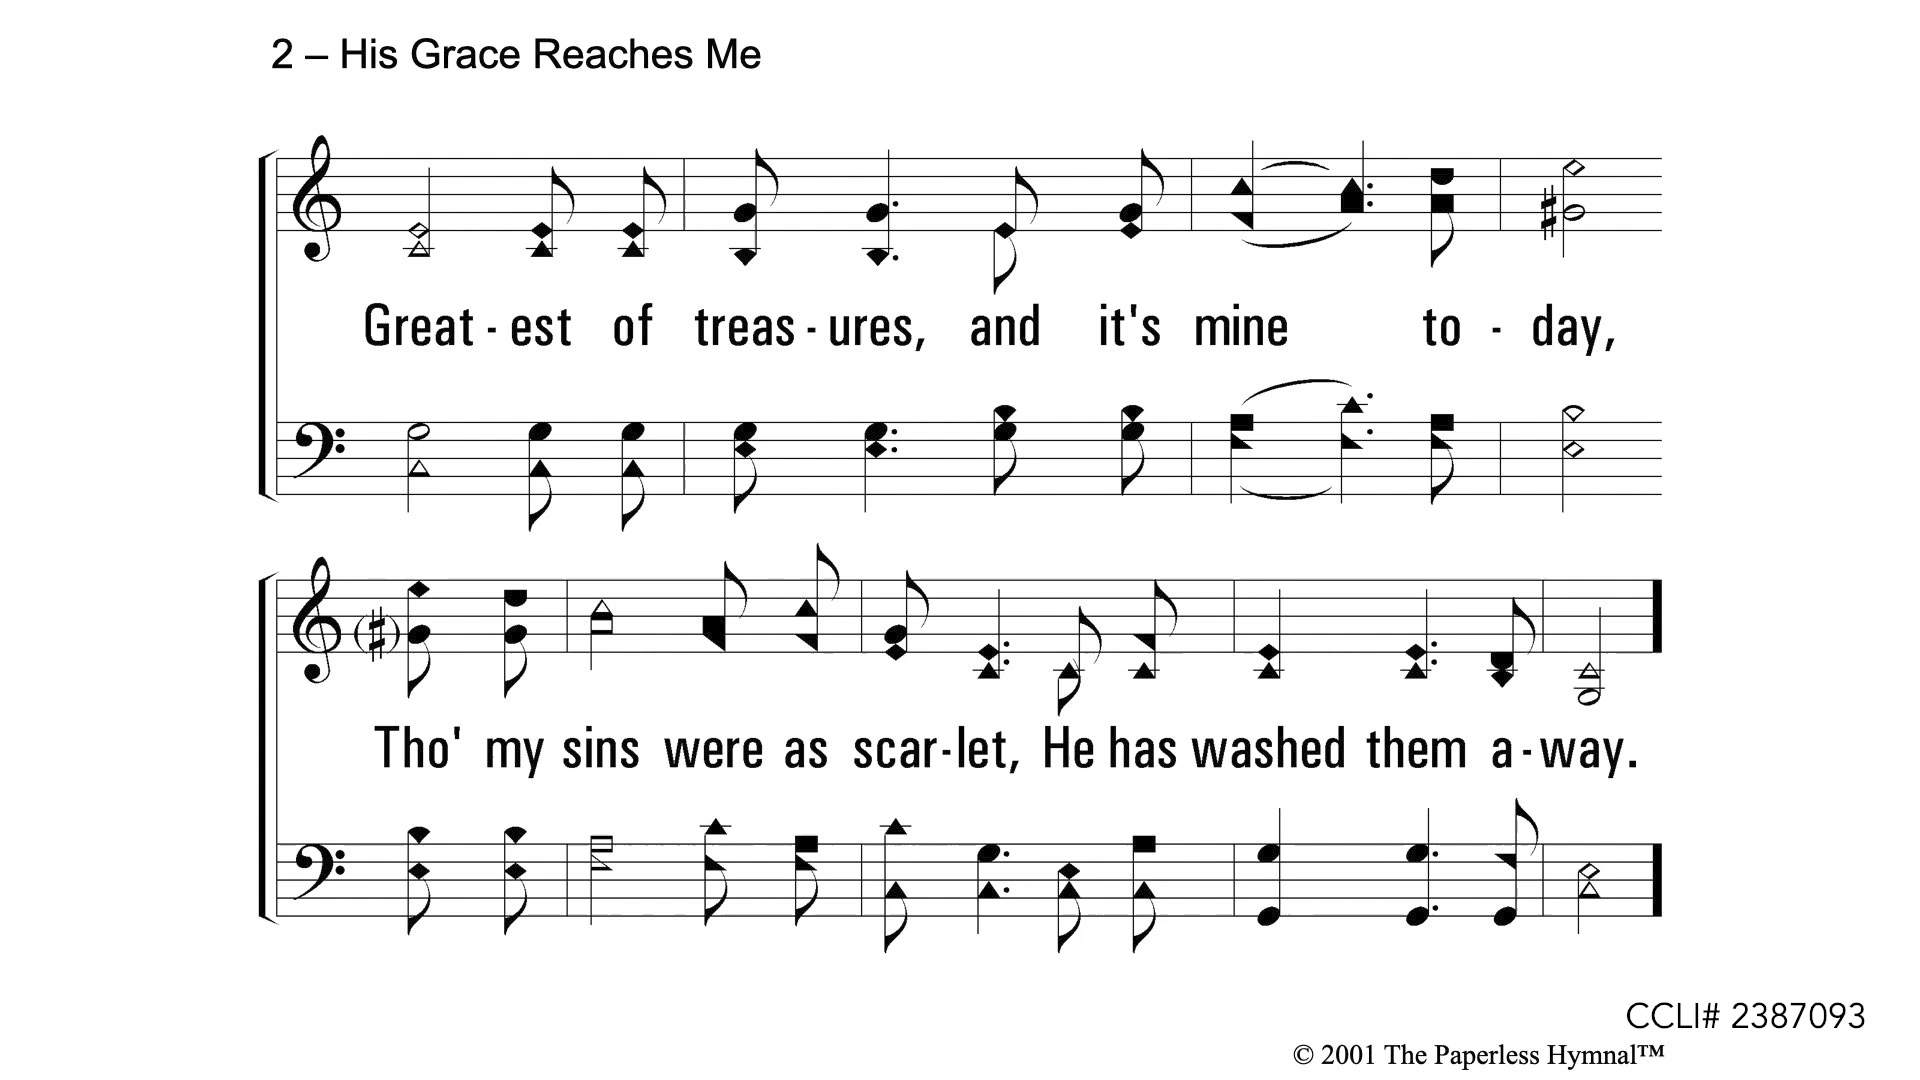 2 – His Grace Reaches Me
Great - est of treas - ures, and it's mine to - day,
Tho' my sins were as scar-let, He has washed them a-way.
CCLI# 2387093
© 2001 The Paperless Hymnal™